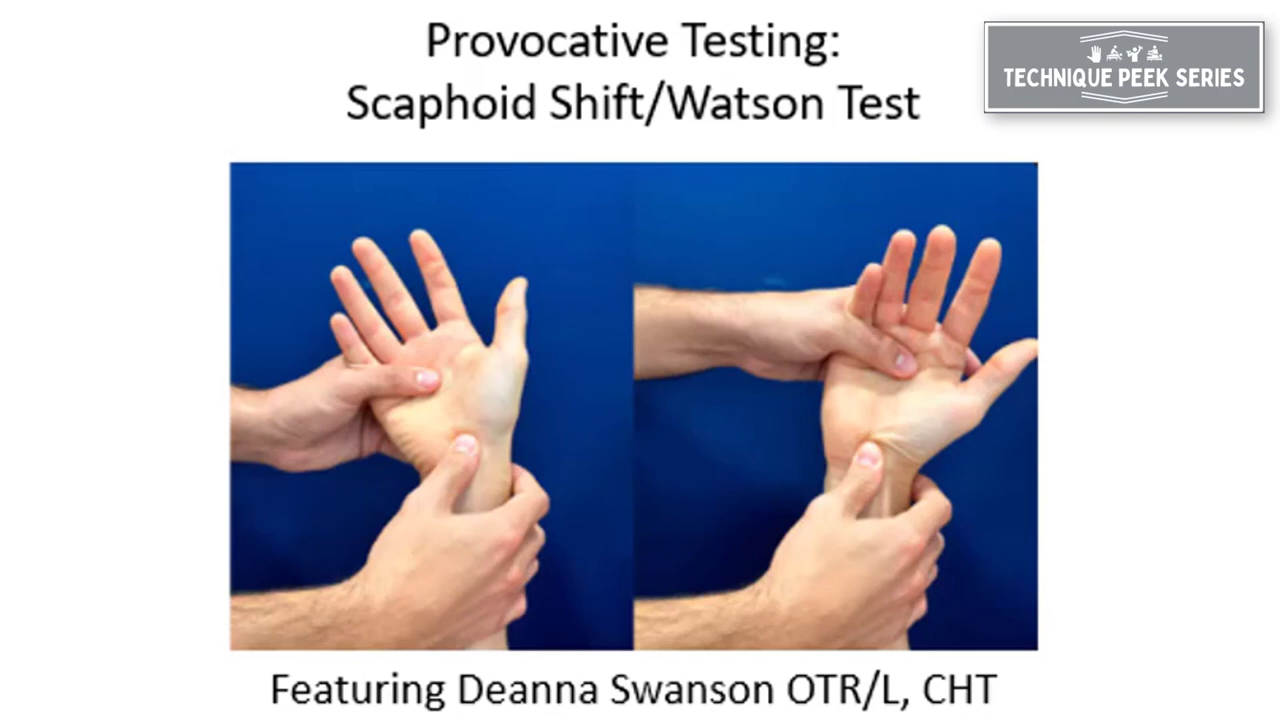 Provocative Testing:
Scaphoid Shift/Watson Test
TECHNIQUE PEEK SERIES
Featuring Deanna Swanson OTR/L, CHT